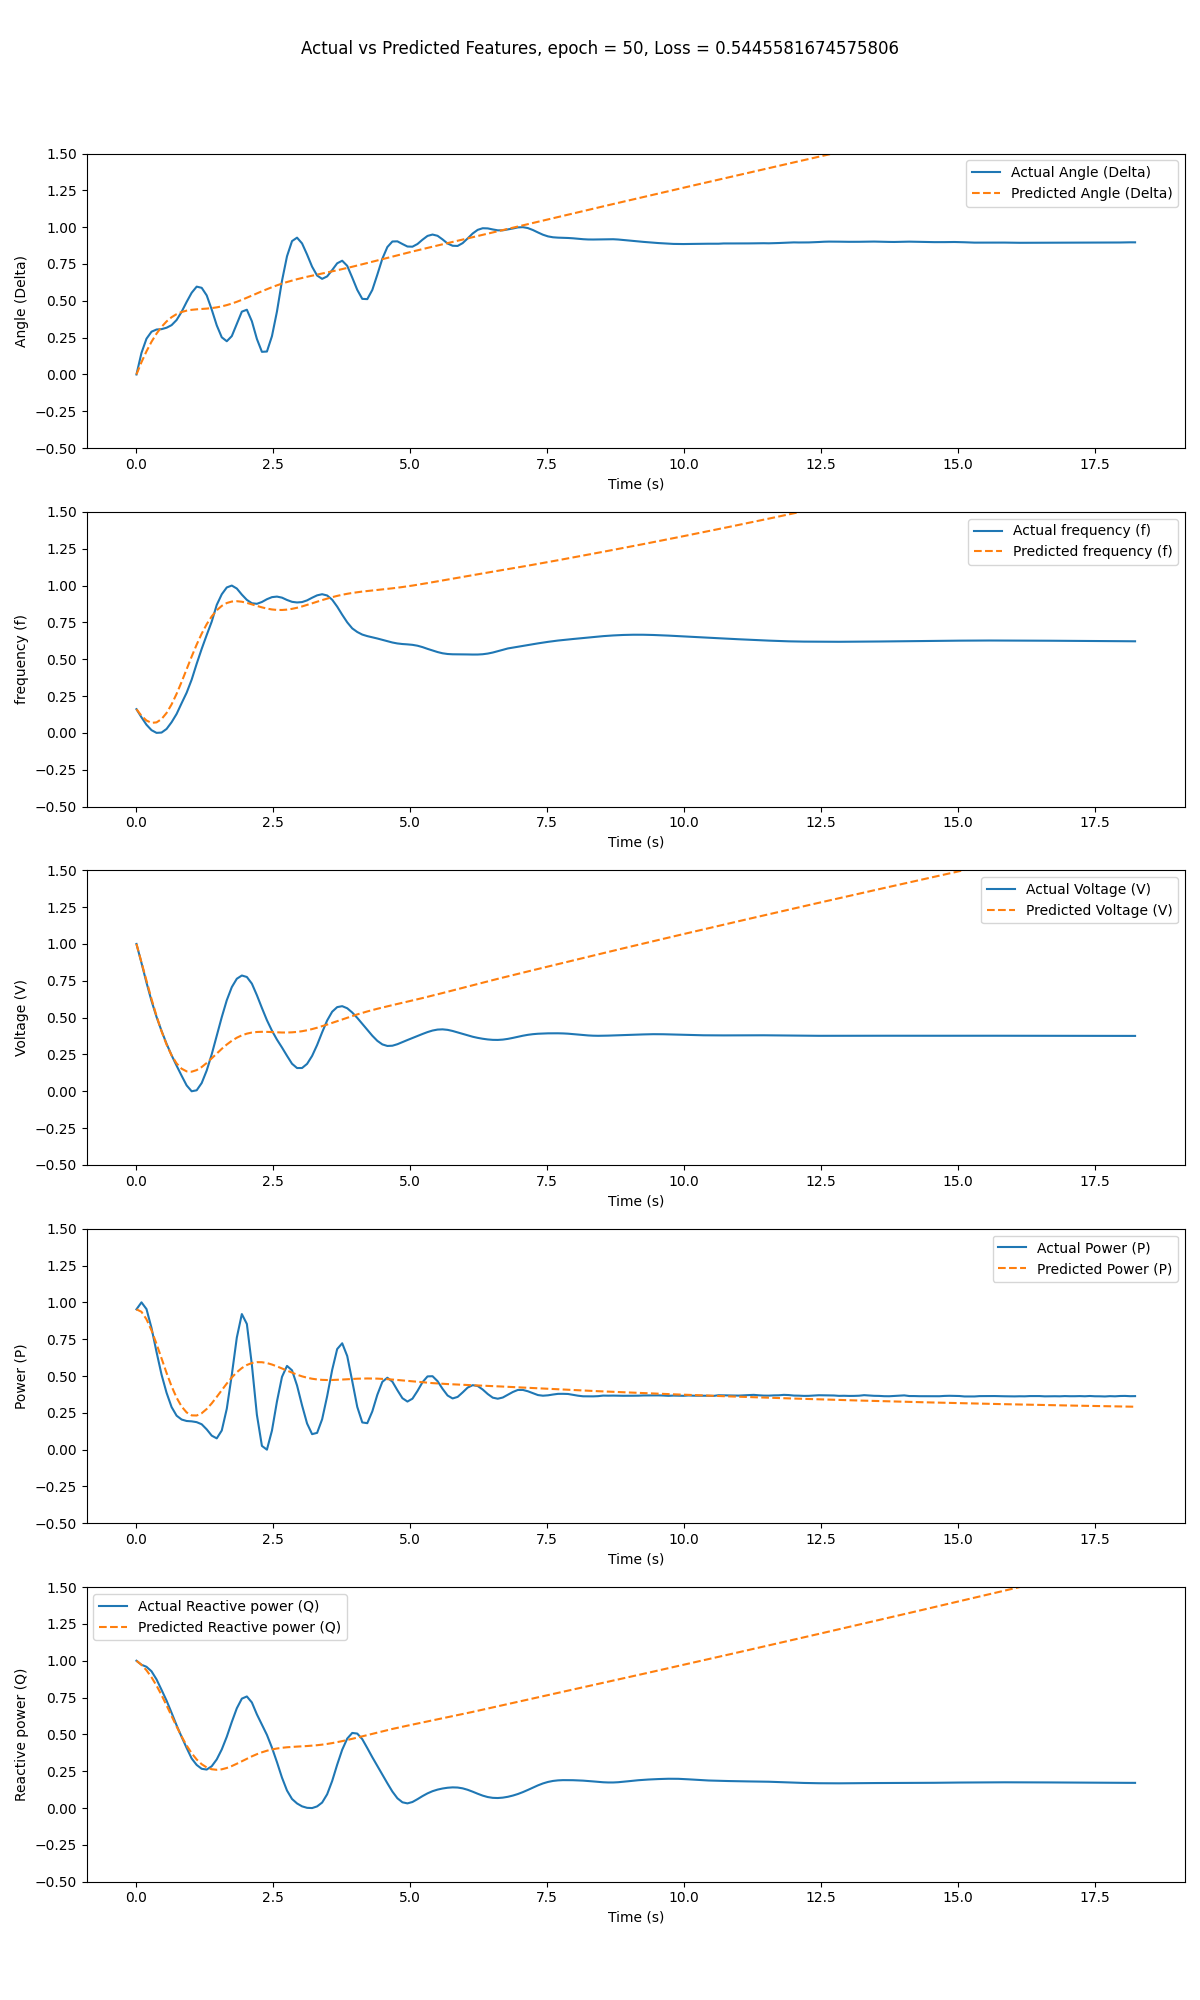 Actual vs Predicted Features, epoch = 50, Loss = 0.5445581674575806
1.50
1.25
1.00
0.75
0.50
0.25
0.00
−0.25
−0.50
Angle (Delta)
Actual Angle (Delta)
Predicted Angle (Delta)
0.0 2.5 5.0 7.5 10.0 12.5 15.0 17.5
Time (s)
1.50
1.25
1.00
0.75
0.50
0.25
0.00
−0.25
−0.50
frequency (f)
Actual frequency (f)
Predicted frequency (f)
0.0 2.5 5.0 7.5 10.0 12.5 15.0 17.5
Time (s)
1.50
1.25
1.00
0.75
0.50
0.25
0.00
−0.25
−0.50
Voltage (V)
Actual Voltage (V)
Predicted Voltage (V)
0.0 2.5 5.0 7.5 10.0 12.5 15.0 17.5
Time (s)
1.50
1.25
1.00
0.75
0.50
0.25
0.00
−0.25
−0.50
Power (P)
Actual Power (P)
Predicted Power (P)
0.0 2.5 5.0 7.5 10.0 12.5 15.0 17.5
Time (s)
1.50
1.25
1.00
0.75
0.50
0.25
0.00
−0.25
−0.50
Reactive power (Q)
Actual Reactive power (Q)
Predicted Reactive power (Q)
0.0 2.5 5.0 7.5 10.0 12.5 15.0 17.5
Time (s)